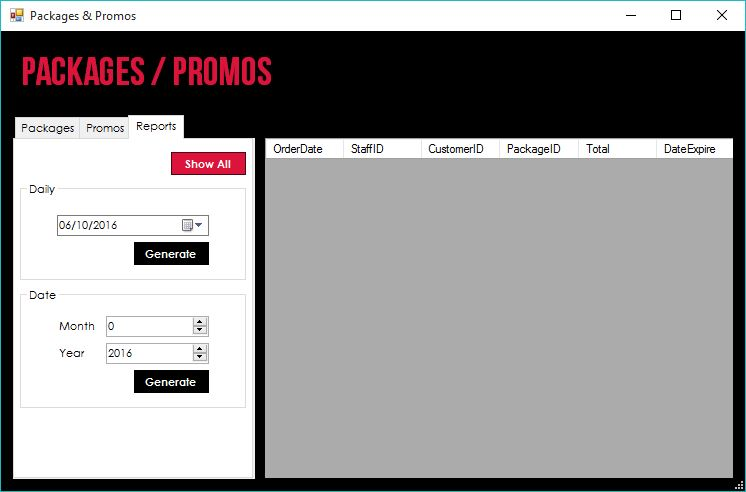 Packages & Promos
PACKAGES / PROMOS
Packages Promos Reports
Show All
Daily
06/10/2016
Generate
Date
Month 0
Year 2016
Generate
OrderDate StaffID CustomerID PackageID Total DateExpire